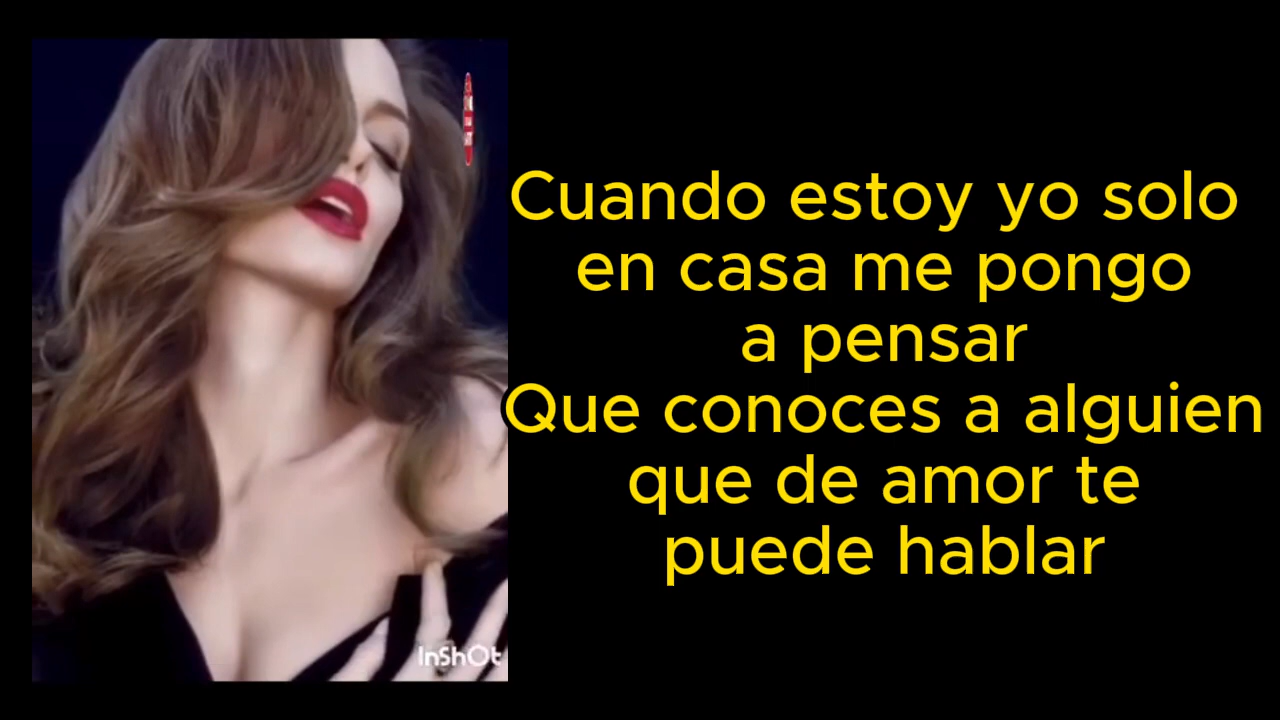 Cuando estoy yo solo
en casa me pongo
a pensar
Que conoces a alguien
que de amor te
puede hablar
InShOt